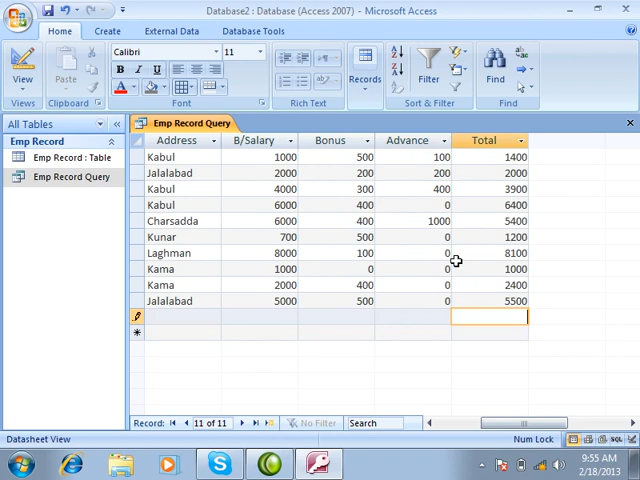 Database2 : Database (Access 2007) - Microsoft Access
Home Create External Data Database Tools
Calibri 11
View Paste B I U A Records Filter Find
Views Clipboard Font Rich Text Sort & Filter Find
All Tables
Emp Record
Emp Record : Table
Emp Record Query
Emp Record Query
Address B/Salary Bonus Advance Total
Kabul 1000 500 100 1400
Jalalabad 2000 200 200 2000
Kabul 4000 300 400 3900
Kabul 6000 400 0 6400
Charsadda 6000 400 1000 5400
Kunar 700 500 0 1200
Laghman 8000 100 0 8100
Kama 1000 0 0 1000
Kama 2000 400 0 2400
Jalalabad 5000 500 0 5500
Record: 11 of 11 No Filter Search
Datasheet View Num Lock SQL
9:55 AM
2/18/2013